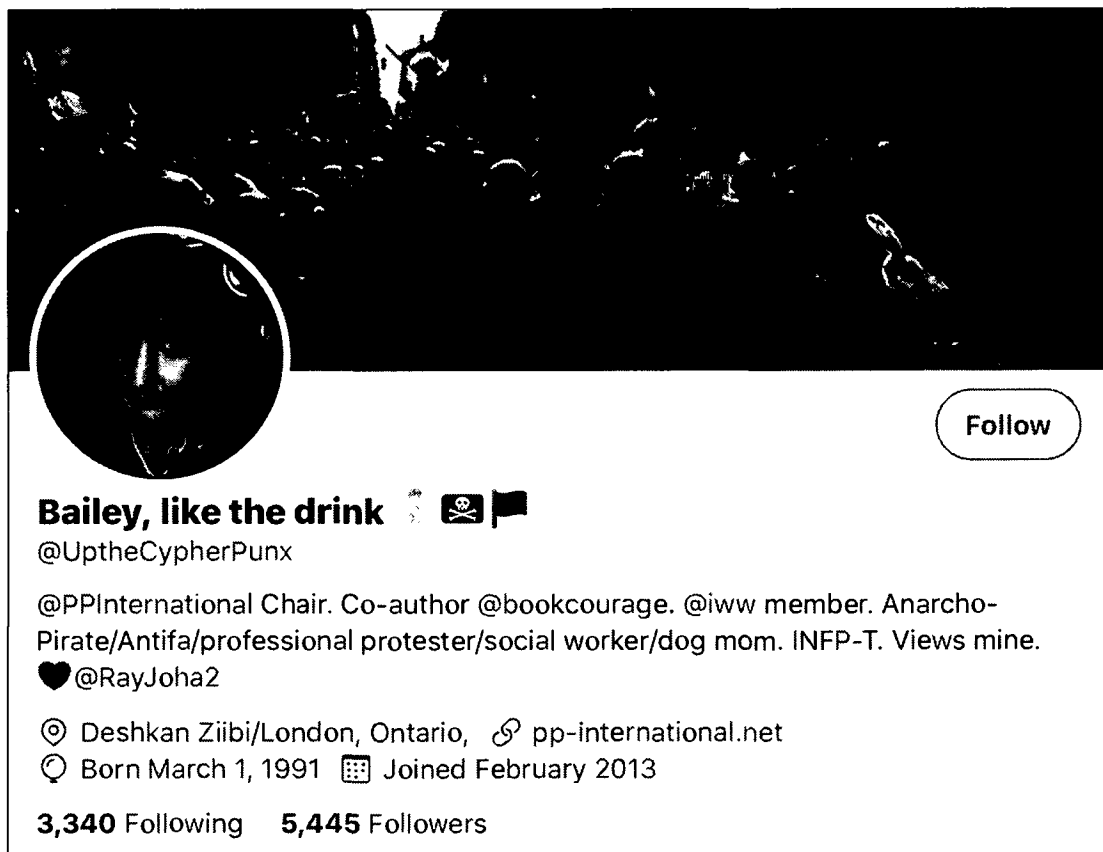 Follow
Bailey, like the drink
@UptheCypherPunx
@PPInternational Chair. Co-author @bookcourage. @iww member. Anarcho-
Pirate/Antifa/professional protester/social worker/dog mom. INFP-T. Views mine.
🖤@RayJoha2
Deshkan Ziibi/London, Ontario, pp-international.net
Born March 1, 1991 Joined February 2013
3,340 Following 5,445 Followers